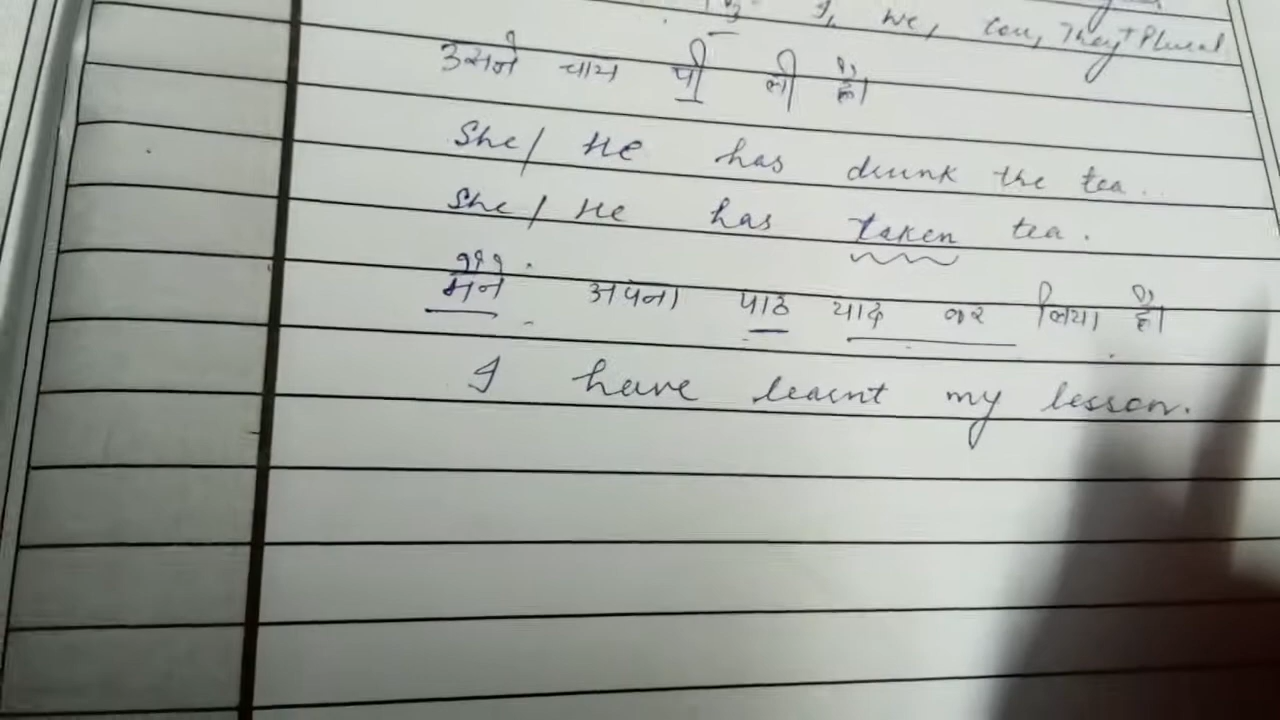 I, We, You, They + Plural
उसने चाय पी ली है।
She/ He has drunk the tea..
She/ He has taken tea.
मैंने अपना पाठ याद कर लिया है।
I have learnt my lesson.